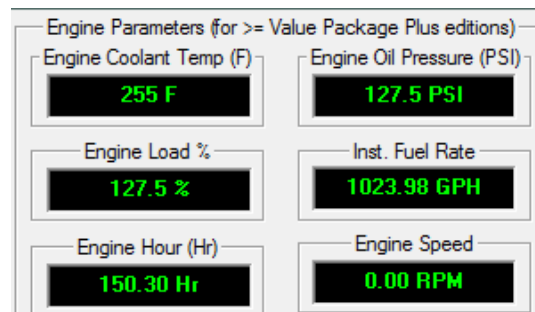 Engine Parameters (for >= Value Package Plus editions)
Engine Coolant Temp (F)
Engine Oil Pressure (PSI)
255 F
127.5 PSI
Engine Load %
Inst. Fuel Rate
127.5 %
1023.98 GPH
Engine Hour (Hr)
Engine Speed
150.30 Hr
0.00 RPM